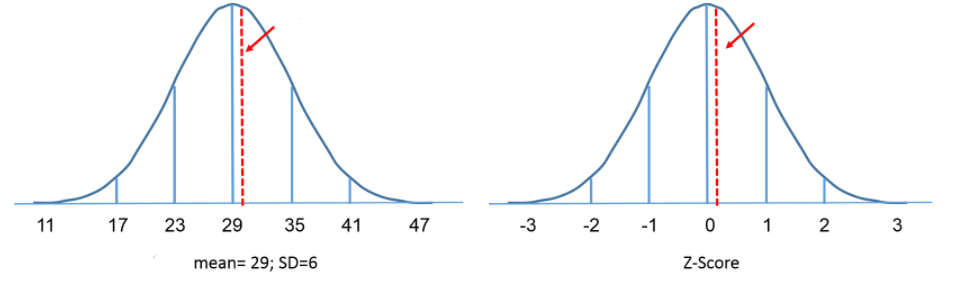 11 17 23 29 35 41 47
mean= 29; SD=6
-3 -2 -1 0 1 2 3
Z-Score